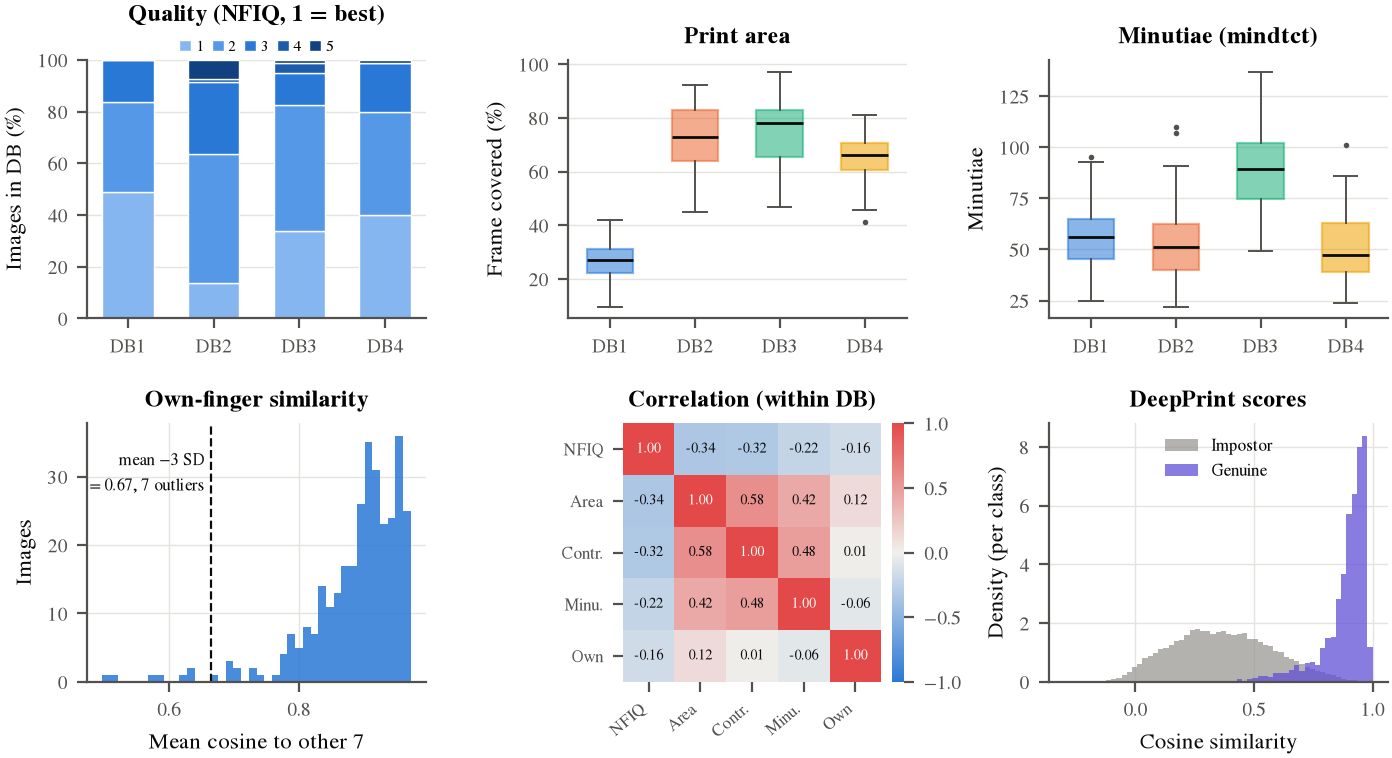 Quality (NFIQ, 1 = best)
1 2 3 4 5
Images in DB (%)
100
80
60
40
20
0
DB1 DB2 DB3 DB4
Print area
Frame covered (%)
100
80
60
40
20
DB1 DB2 DB3 DB4
Minutiae (mindtct)
Minutiae
125
100
75
50
25
DB1 DB2 DB3 DB4
Own-finger similarity
mean −3 SD
= 0.67, 7 outliers
Images
30
20
10
0
0.6 0.8
Mean cosine to other 7
Correlation (within DB)
NFIQ 1.00 -0.34 -0.32 -0.22 -0.16
Area -0.34 1.00 0.58 0.42 0.12
Contr. -0.32 0.58 1.00 0.48 0.01
Minu. -0.22 0.42 0.48 1.00 -0.06
Own -0.16 0.12 0.01 -0.06 1.00
NFIQ Area Contr. Minu. Own
1.0
0.5
0.0
−0.5
−1.0
DeepPrint scores
Impostor
Genuine
Density (per class)
8
6
4
2
0
0.0 0.5 1.0
Cosine similarity